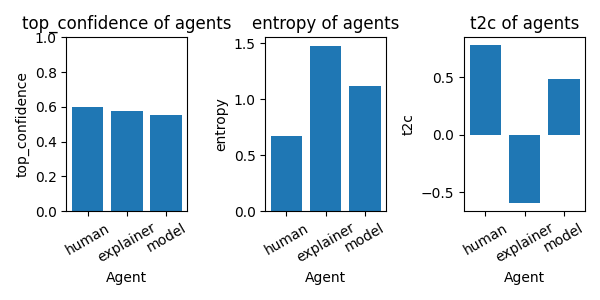 top_confidence of agents
1.0
0.8
0.6
0.4
0.2
0.0
top_confidence
human
explainer
model
Agent
entropy of agents
1.5
1.0
0.5
0.0
entropy
human
explainer
model
Agent
t2c of agents
0.5
0.0
−0.5
t2c
human
explainer
model
Agent